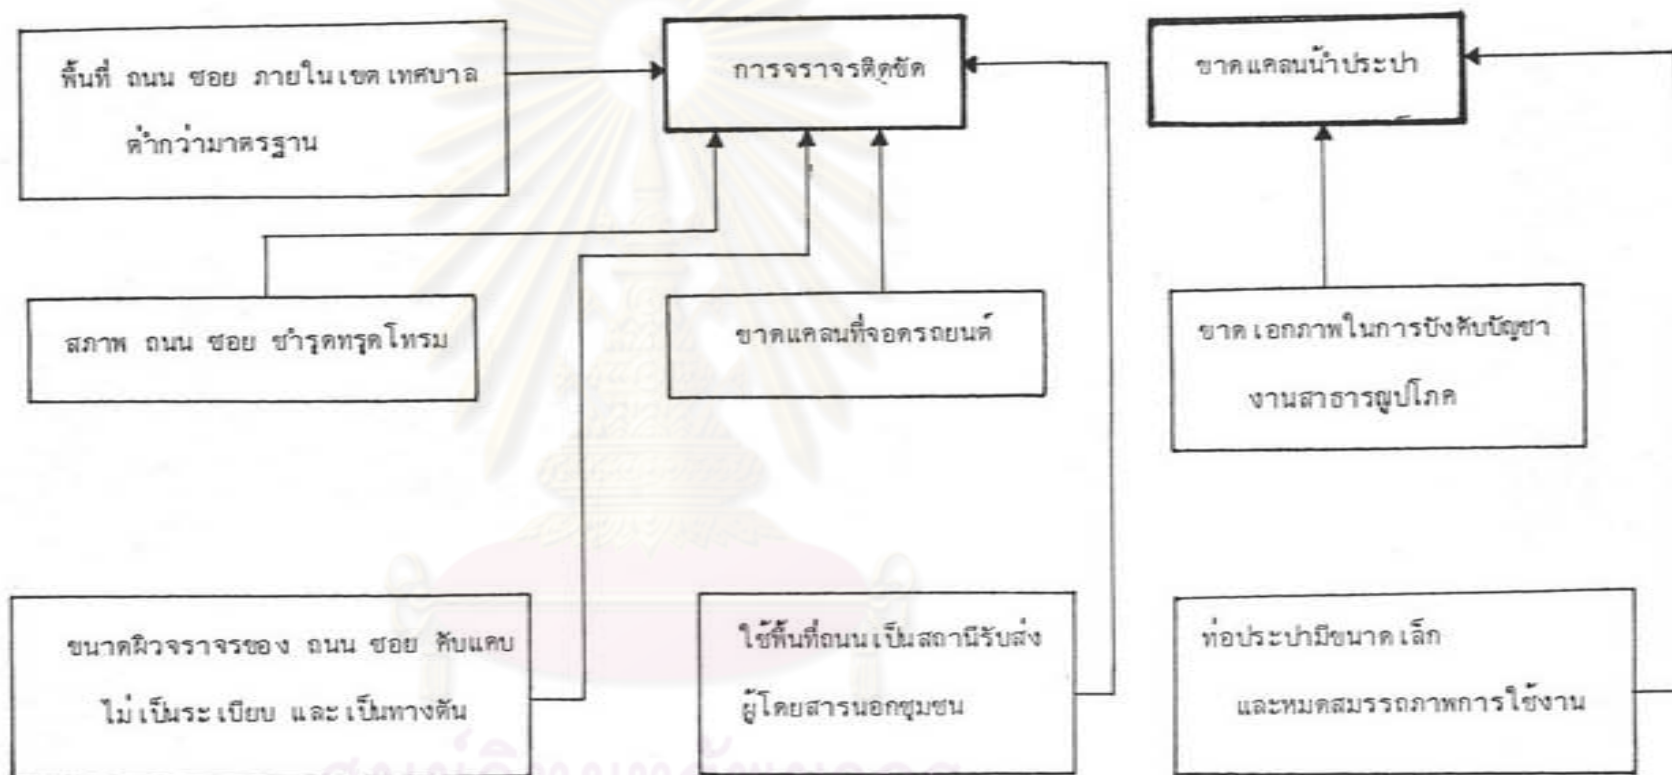 พื้นที่ ถนน ซอย ภายในเขตเทศบาล
ต่ำกว่ามาตรฐาน
การจราจรติดขัด
ขาดแคลนน้ำประปา
สภาพ ถนน ซอย ชำรุดทรุดโทรม
ขาดแคลนที่จอดรถยนต์
ขาดเอกภาพในการบังคับบัญชา
งานสาธารณูปโภค
ขนาดผิวจราจรของ ถนน ซอย คับแคบ
ไม่เป็นระเบียบ และเป็นทางตัน
ใช้พื้นที่ถนนเป็นสถานีรับส่ง
ผู้โดยสารนอกชุมชน
ท่อประปามีขนาดเล็ก
และหมดสมรรถภาพการใช้งาน